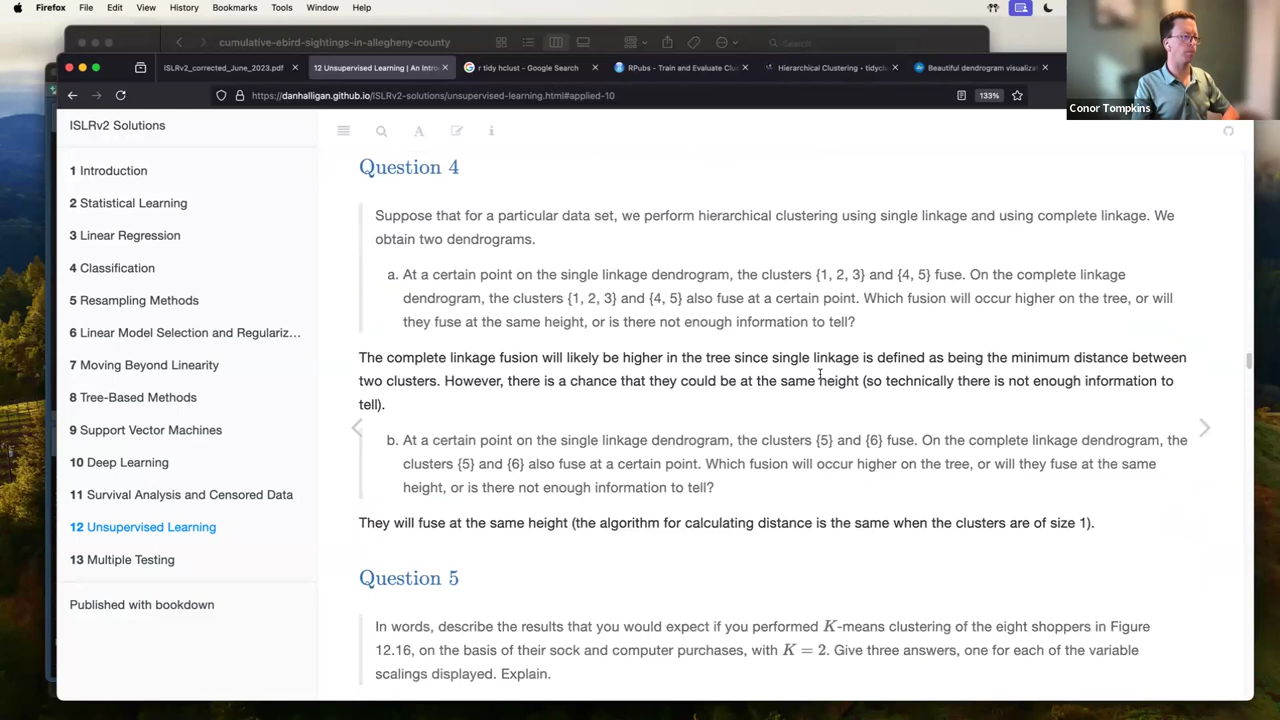 Firefox File Edit View History Bookmarks Tools Window Help
cumulative-ebird-sightings-in-allegheny-county
Search
ISLRv2_corrected_June_2023.pdf
12 Unsupervised Learning | An Intro
r tidy hclust - Google Search
RPubs - Train and Evaluate Clu
Hierarchical Clustering • tidycl
Beautiful dendrogram visualizat
https://danhalligan.github.io/ISLRv2-solutions/unsupervised-learning.html#applied-10
133%
Conor Tompkins
ISLRv2 Solutions
1 Introduction
2 Statistical Learning
3 Linear Regression
4 Classification
5 Resampling Methods
6 Linear Model Selection and Regulariz…
7 Moving Beyond Linearity
8 Tree-Based Methods
9 Support Vector Machines
10 Deep Learning
11 Survival Analysis and Censored Data
12 Unsupervised Learning
13 Multiple Testing
Published with bookdown
Question 4
Suppose that for a particular data set, we perform hierarchical clustering using single linkage and using complete linkage. We
obtain two dendrograms.
a. At a certain point on the single linkage dendrogram, the clusters {1, 2, 3} and {4, 5} fuse. On the complete linkage
dendrogram, the clusters {1, 2, 3} and {4, 5} also fuse at a certain point. Which fusion will occur higher on the tree, or will
they fuse at the same height, or is there not enough information to tell?
The complete linkage fusion will likely be higher in the tree since single linkage is defined as being the minimum distance between
two clusters. However, there is a chance that they could be at the same height (so technically there is not enough information to
tell).
b. At a certain point on the single linkage dendrogram, the clusters {5} and {6} fuse. On the complete linkage dendrogram, the
clusters {5} and {6} also fuse at a certain point. Which fusion will occur higher on the tree, or will they fuse at the same
height, or is there not enough information to tell?
They will fuse at the same height (the algorithm for calculating distance is the same when the clusters are of size 1).
Question 5
In words, describe the results that you would expect if you performed K-means clustering of the eight shoppers in Figure
12.16, on the basis of their sock and computer purchases, with K = 2. Give three answers, one for each of the variable
scalings displayed. Explain.